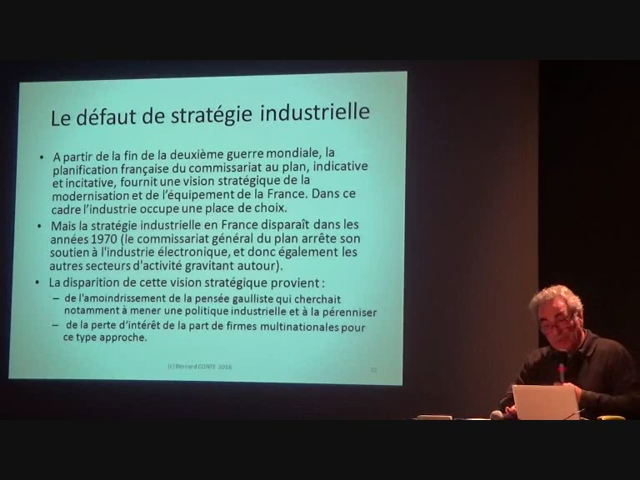 Le défaut de stratégie industrielle
• A partir de la fin de la deuxième guerre mondiale, la
planification française du commissariat au plan, indicative
et incitative, fournit une vision stratégique de la
modernisation et de l'équipement de la France. Dans ce
cadre l'industrie occupe une place de choix.
• Mais la stratégie industrielle en France disparaît dans les
années 1970 (le commissariat général du plan arrête son
soutien à l'industrie électronique, et donc également les
autres secteurs d'activité gravitant autour).
• La disparition de cette vision stratégique provient :
– de l'amoindrissement de la pensée gaulliste qui cherchait
notamment à mener une politique industrielle et à la pérenniser
– de la perte d'intérêt de la part de firmes multinationales pour
ce type approche.
(c) Bernard CONTE 2016